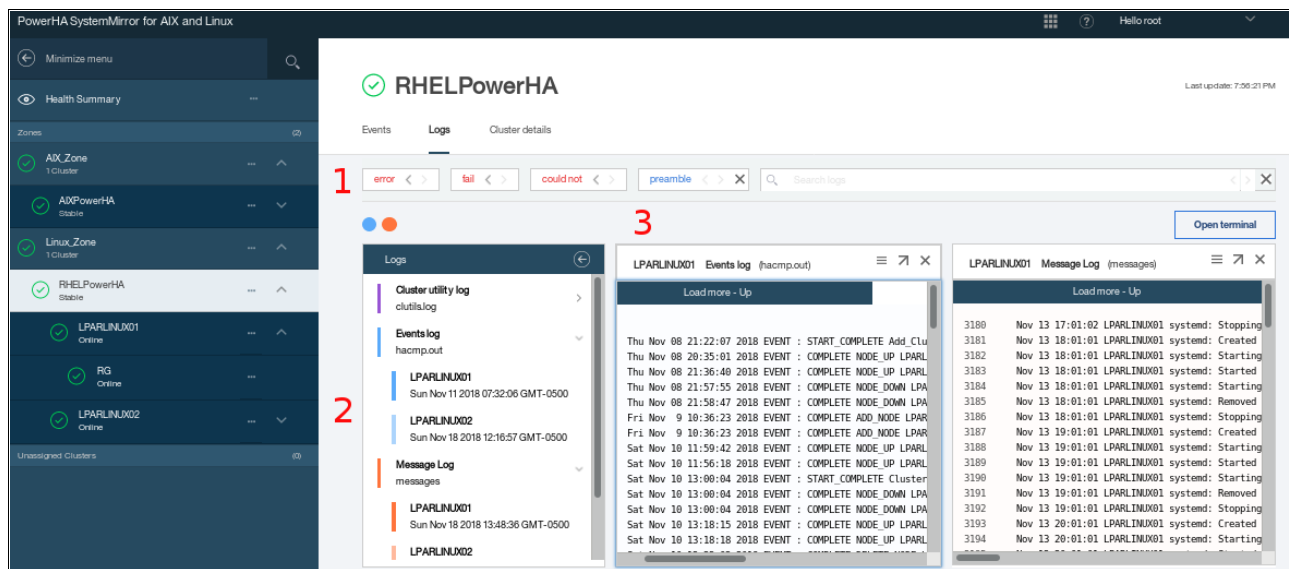 PowerHA SystemMirror for AIX and Linux
Hello root
Minimize menu
Health Summary
Zones (2)
AIX_Zone
1 Cluster
AIXPowerHA
Stable
Linux_Zone
1 Cluster
RHELPowerHA
Stable
LPARLINUX01
Online
RG
Online
LPARLINUX02
Online
Unassigned Clusters (0)
RHELPowerHA
Last update: 7:56:21 PM
Events Logs Cluster details
1
error fail could not preamble Search logs
3
Open terminal
2
Logs
Cluster utility log
clutils.log
Events log
hacmp.out
LPARLINUX01
Sun Nov 11 2018 07:32:06 GMT-0500
LPARLINUX02
Sun Nov 18 2018 12:16:57 GMT-0500
Message Log
messages
LPARLINUX01
Sun Nov 18 2018 13:48:36 GMT-0500
LPARLINUX02
LPARLINUX01 Events log (hacmp.out)
Load more - Up
Thu Nov 08 21:22:07 2018 EVENT : START_COMPLETE Add_Clu
Thu Nov 08 20:35:01 2018 EVENT : COMPLETE NODE_UP LPARL
Thu Nov 08 21:36:40 2018 EVENT : COMPLETE NODE_UP LPARL
Thu Nov 08 21:57:55 2018 EVENT : COMPLETE NODE_DOWN LPA
Thu Nov 08 21:58:47 2018 EVENT : COMPLETE NODE_DOWN LPA
Fri Nov 9 10:36:23 2018 EVENT : COMPLETE ADD_NODE LPAR
Fri Nov 9 10:36:23 2018 EVENT : COMPLETE ADD_NODE LPAR
Sat Nov 10 11:59:42 2018 EVENT : COMPLETE NODE_UP LPARL
Sat Nov 10 11:56:18 2018 EVENT : COMPLETE NODE_UP LPARL
Sat Nov 10 13:00:04 2018 EVENT : START_COMPLETE Cluster
Sat Nov 10 13:00:04 2018 EVENT : COMPLETE NODE_DOWN LPA
Sat Nov 10 13:00:04 2018 EVENT : COMPLETE NODE_DOWN LPA
Sat Nov 10 13:18:15 2018 EVENT : COMPLETE NODE_UP LPARL
Sat Nov 10 13:18:18 2018 EVENT : COMPLETE NODE_UP LPARL
LPARLINUX01 Message Log (messages)
Load more - Up
3180 Nov 13 17:01:02 LPARLINUX01 systemd: Stopping
3181 Nov 13 18:01:01 LPARLINUX01 systemd: Created
3182 Nov 13 18:01:01 LPARLINUX01 systemd: Starting
3183 Nov 13 18:01:01 LPARLINUX01 systemd: Started
3184 Nov 13 18:01:01 LPARLINUX01 systemd: Starting
3185 Nov 13 18:01:01 LPARLINUX01 systemd: Removed
3186 Nov 13 18:01:01 LPARLINUX01 systemd: Stopping
3187 Nov 13 19:01:01 LPARLINUX01 systemd: Created
3188 Nov 13 19:01:01 LPARLINUX01 systemd: Starting
3189 Nov 13 19:01:01 LPARLINUX01 systemd: Started
3190 Nov 13 19:01:01 LPARLINUX01 systemd: Starting
3191 Nov 13 19:01:01 LPARLINUX01 systemd: Removed
3192 Nov 13 19:01:01 LPARLINUX01 systemd: Stopping
3193 Nov 13 20:01:01 LPARLINUX01 systemd: Created
3194 Nov 13 20:01:01 LPARLINUX01 systemd: Starting